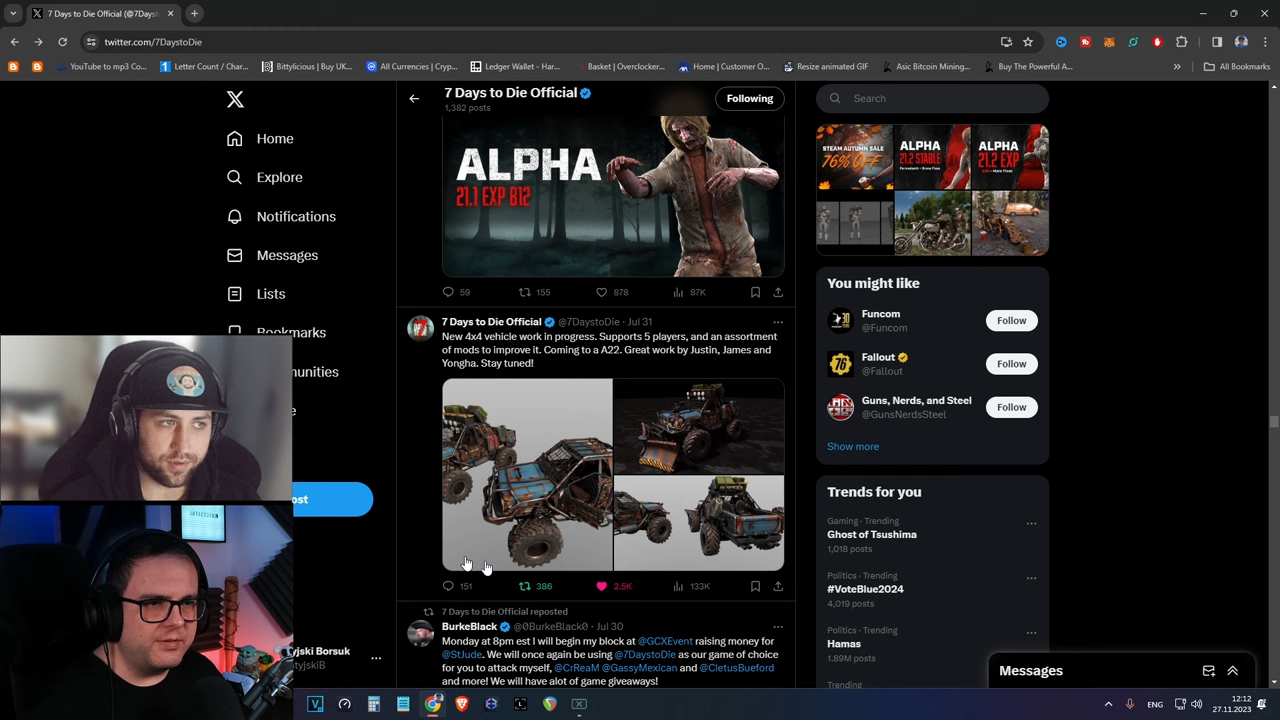 7 Days to Die Official (@7Days
twitter.com/7DaystoDie
YouTube to mp3 Co...
Letter Count / Char...
Bittylicious | Buy UK...
All Currencies | Cryp...
Ledger Wallet - Har...
Basket | Overclocker...
Home | Customer O...
Resize animated GIF
Asic Bitcoin Mining...
Buy The Powerful A...
All Bookmarks
7 Days to Die Official
1,382 posts
Following
Search
Home
Explore
Notifications
Messages
Lists
Bookmarks
munities
e
ost
yjski Borsuk
tyjskiB
ALPHA
21.1 EXP B12
59 155 878 87K
7 Days to Die Official @7DaystoDie · Jul 31
New 4x4 vehicle work in progress. Supports 5 players, and an assortment
of mods to improve it. Coming to a A22. Great work by Justin, James and
Yongha. Stay tuned!
151 386 2.5K 133K
7 Days to Die Official reposted
BurkeBlack @0BurkeBlack0 · Jul 30
Monday at 8pm est I will begin my block at @GCXEvent raising money for
@StJude. We will once again be using @7DaystoDie as our game of choice
for you to attack myself, @CrReaM @GassyMexican and @CletusBueford
and more! We will have alot of game giveaways!
STEAM AUTUMN SALE
76% OFF
ALPHA
21.2 STABLE
ALPHA
21.2 EXP
You might like
Funcom
@Funcom
Follow
Fallout
@Fallout
Follow
Guns, Nerds, and Steel
@GunsNerdsSteel
Follow
Show more
Trends for you
Gaming · Trending
Ghost of Tsushima
1,018 posts
Politics · Trending
#VoteBlue2024
4,019 posts
Politics · Trending
Hamas
1.89M posts
Trending
Messages
ENG
12:12
27.11.2023